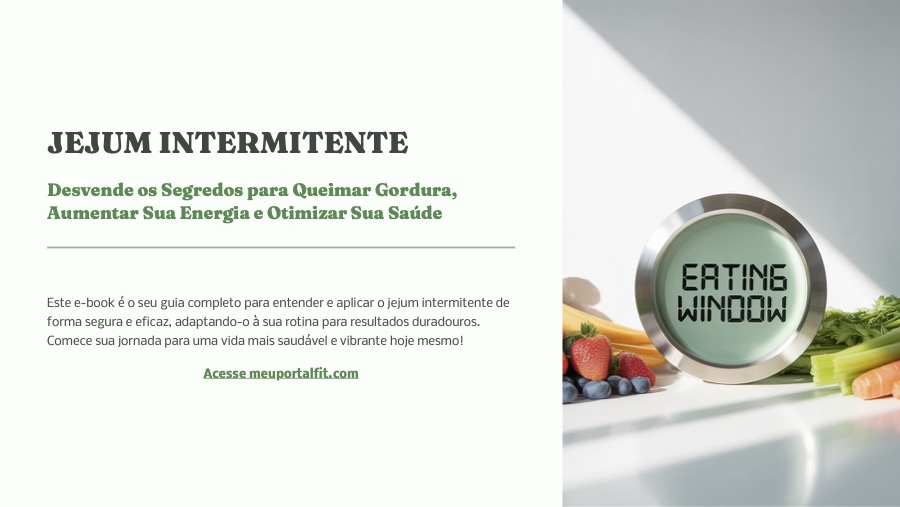 JEJUM INTERMITENTE
Desvende os Segredos para Queimar Gordura,
Aumentar Sua Energia e Otimizar Sua Saúde
Este e-book é o seu guia completo para entender e aplicar o jejum intermitente de
forma segura e eficaz, adaptando-o à sua rotina para resultados duradouros.
Comece sua jornada para uma vida mais saudável e vibrante hoje mesmo!
Acesse meuportalfit.com
EATING
WINDOW